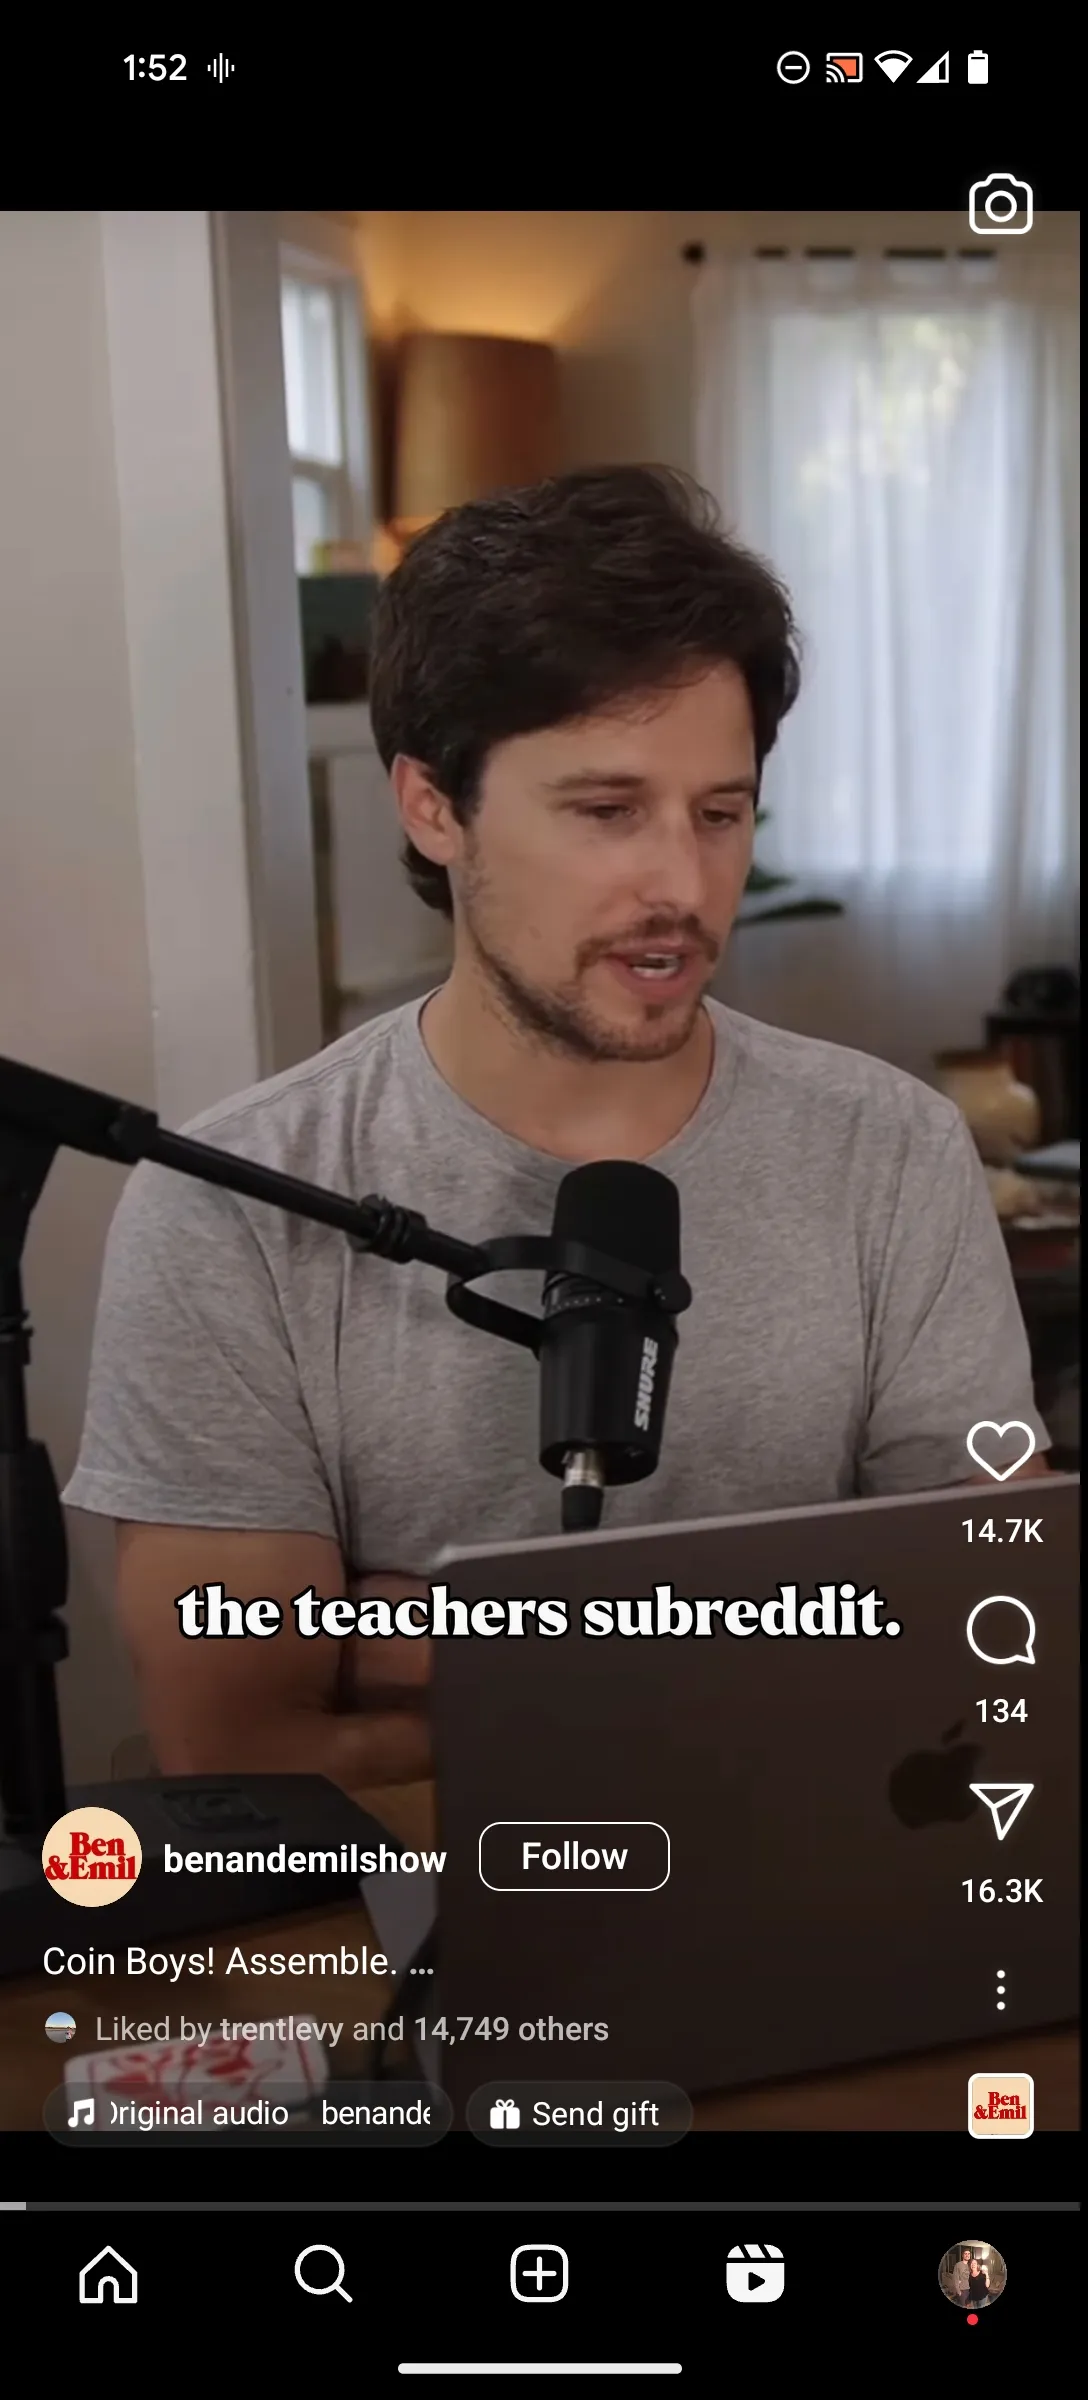 1:52
SHURE
14.7K
the teachers subreddit.
134
Ben
&Emil
benandemilshow
Follow
16.3K
Coin Boys! Assemble. ...
Liked by trentlevy and 14,749 others
riginal audio benande
Send gift
Ben
&Emil